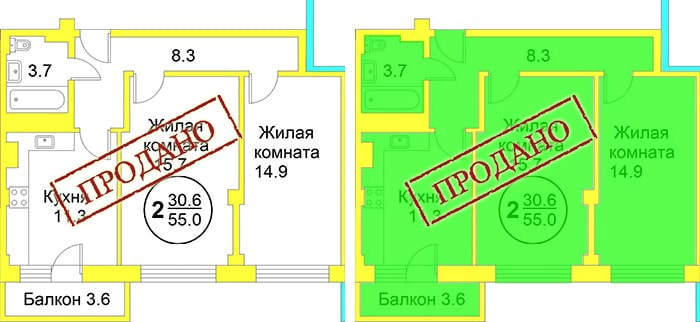 3.7
8.3
Жилая
комната
15.7
Жилая
комната
14.9
Кухня
11.3
ПРОДАНО
2 30.6
55.0
Балкон 3.6
3.7
8.3
Жилая
комната
15.7
Жилая
комната
14.9
Кухня
11.3
ПРОДАНО
2 30.6
55.0
Балкон 3.6